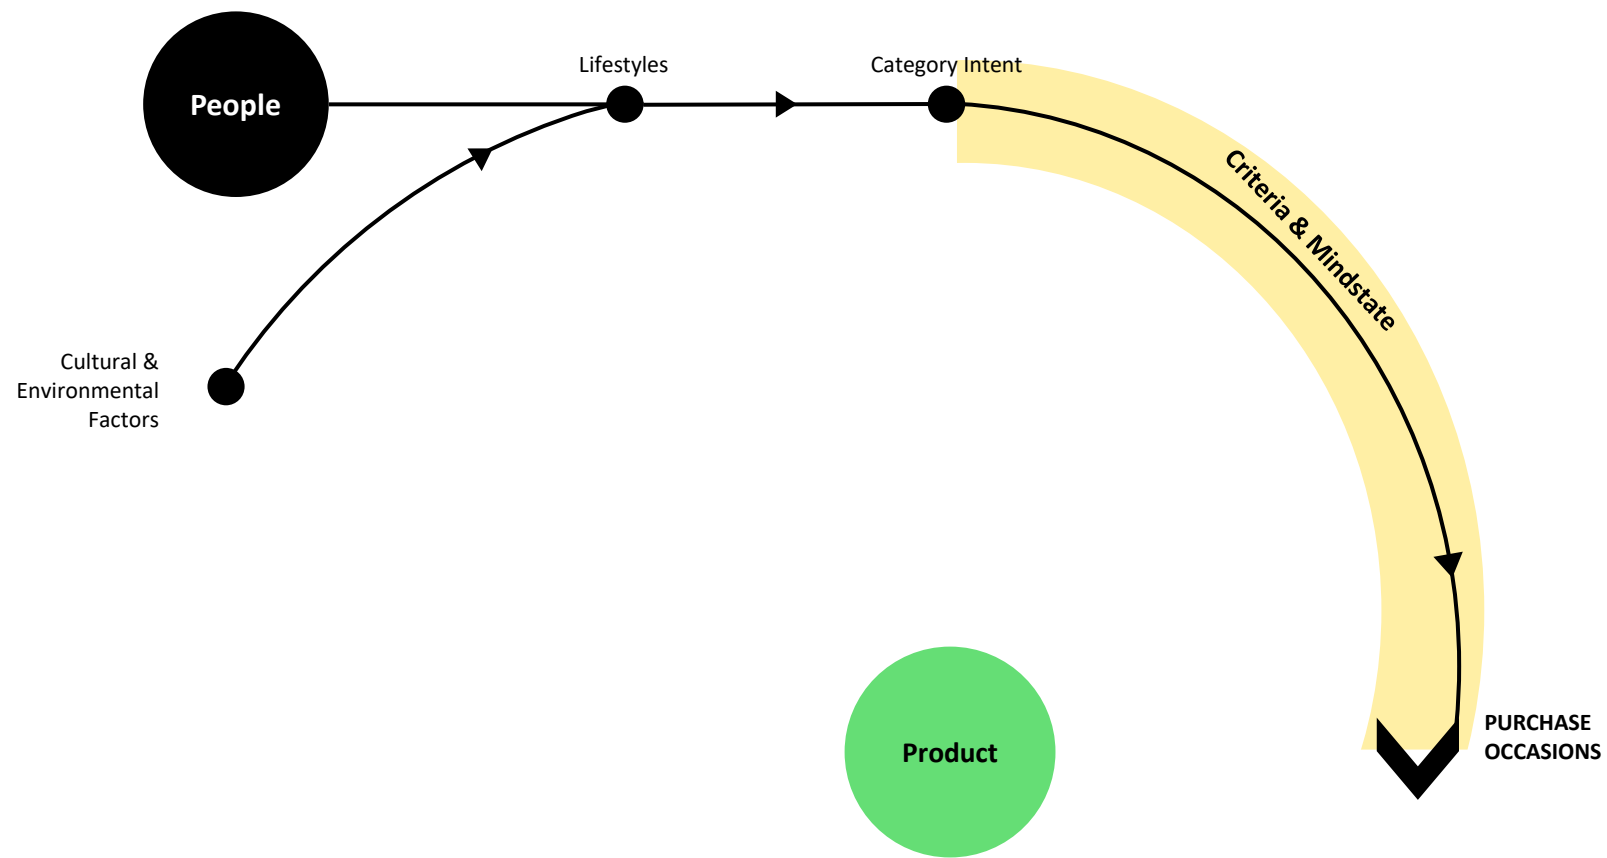 People
Lifestyles
Category Intent
Criteria & Mindstate
Cultural &
Environmental
Factors
Product
PURCHASE
OCCASIONS